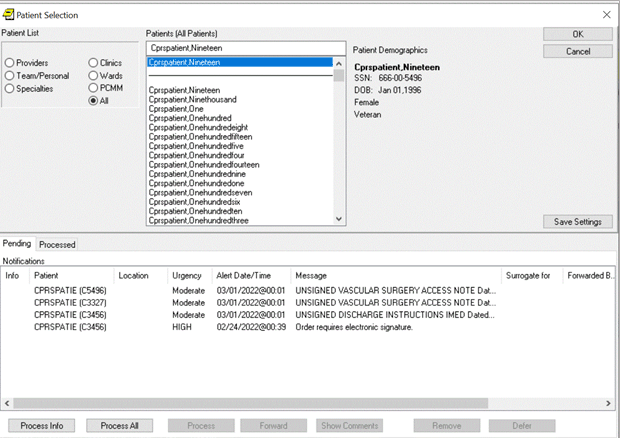 Patient Selection
Patient List
Providers
Team/Personal
Specialties
Clinics
Wards
PCMM
All
Patients (All Patients)
Cprspatient,Nineteen
Cprspatient,Nineteen
Cprspatient,Nineteen
Cprspatient,Ninethousand
Cprspatient,One
Cprspatient,Onehundred
Cprspatient,Onehundredeight
Cprspatient,Onehundredfifteen
Cprspatient,Onehundredfive
Cprspatient,Onehundredfour
Cprspatient,Onehundredfourteen
Cprspatient,Onehundrednine
Cprspatient,Onehundredone
Cprspatient,Onehundredseven
Cprspatient,Onehundredsix
Cprspatient,Onehundredten
Cprspatient,Onehundredthree
Patient Demographics
Cprspatient,Nineteen
SSN: 666-00-5496
DOB: Jan 01,1996
Female
Veteran
OK
Cancel
Save Settings
Pending Processed
Notifications
Info Patient Location Urgency Alert Date/Time Message Surrogate for Forwarded B...
CPRSPATIE (C5496) Moderate 03/01/2022@00:01 UNSIGNED VASCULAR SURGERY ACCESS NOTE Dat...
CPRSPATIE (C3327) Moderate 03/01/2022@00:01 UNSIGNED VASCULAR SURGERY ACCESS NOTE Dat...
CPRSPATIE (C3456) Moderate 03/01/2022@00:01 UNSIGNED DISCHARGE INSTRUCTIONS IMED Dated...
CPRSPATIE (C3456) HIGH 02/24/2022@00:39 Order requires electronic signature.
Process Info Process All Process Forward Show Comments Remove Defer